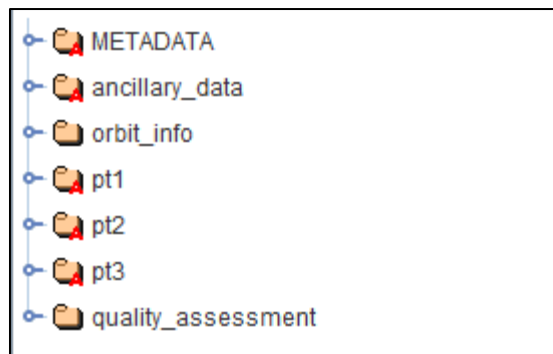 METADATA
ancillary_data
orbit_info
pt1
pt2
pt3
quality_assessment